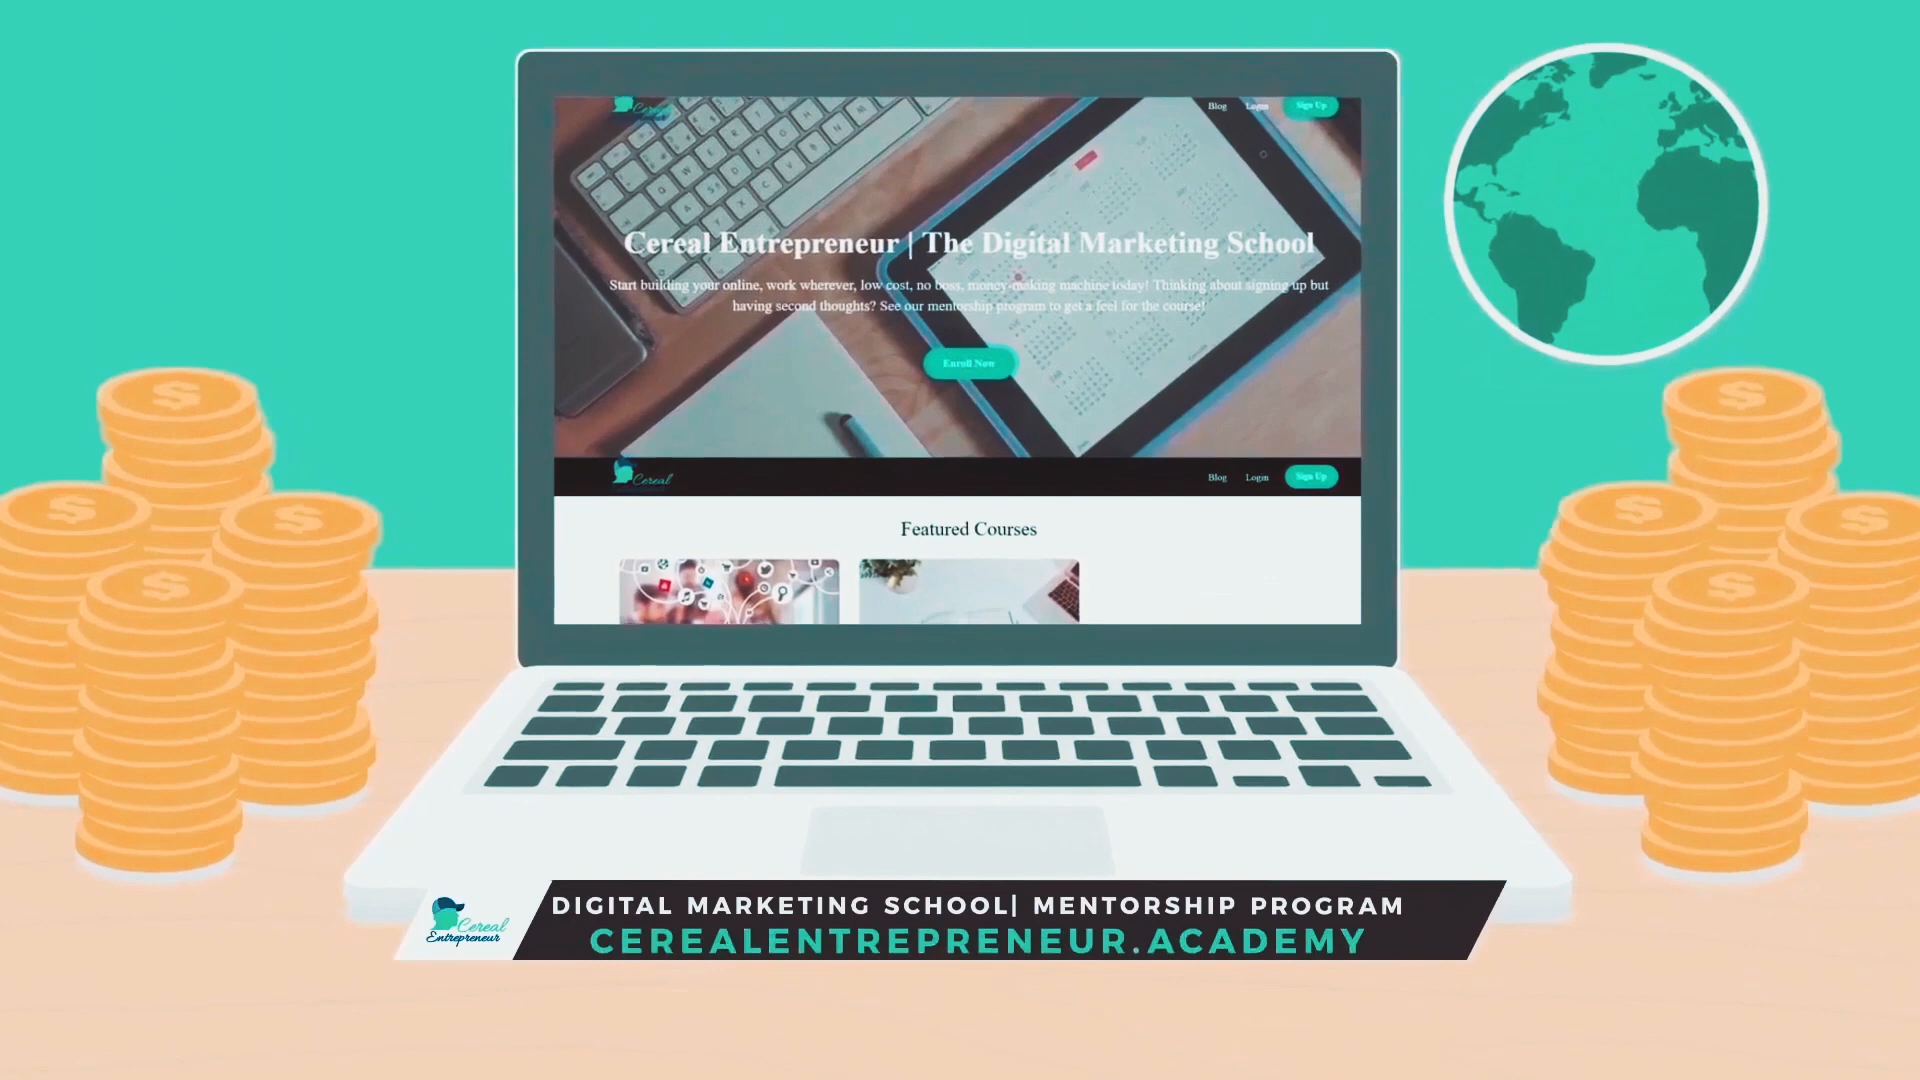 Cereal
Blog Login Sign Up
Cereal Entrepreneur | The Digital Marketing School
Start building your online, work wherever, low cost, no boss, money-making machine today! Thinking about signing up but
having second thoughts? See our mentorship program to get a feel for the course!
Enroll Now
Cereal
Blog Login Sign Up
Featured Courses
Cereal
Entrepreneur
DIGITAL MARKETING SCHOOL| MENTORSHIP PROGRAM
CEREALENTREPRENEUR.ACADEMY